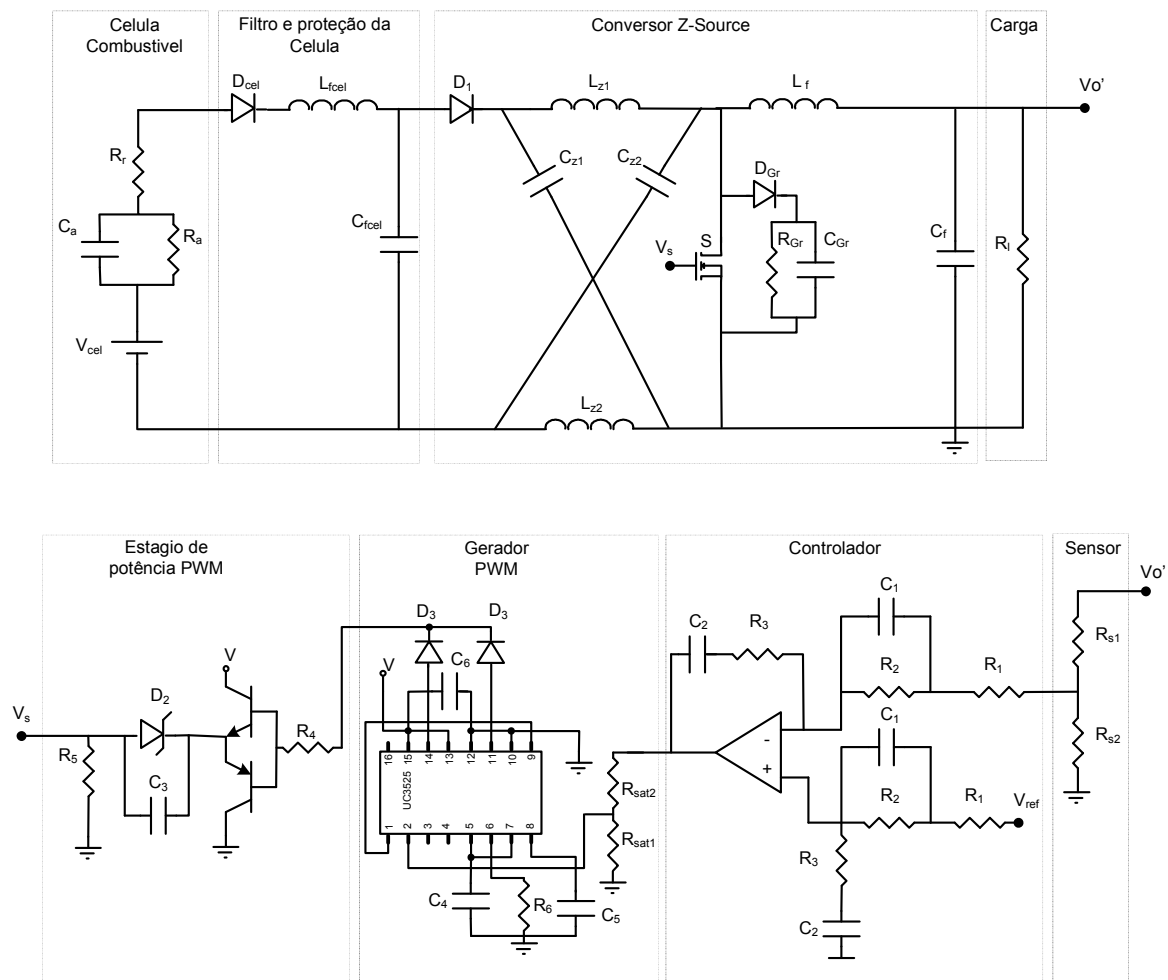 Celula
Combustivel
Filtro e proteção da
Celula
Conversor Z-Source
Carga
Dcel
Lfcel
D1
Lz1
Lf
Vo'
Rr
Cz1
Cz2
DGr
Ca
Ra
Cfcel
Vs
S
RGr
CGr
Cf
Rl
Vcel
Lz2
Estagio de
potência PWM
Gerador
PWM
Controlador
Sensor
Vo'
D3
D3
C1
C2
R3
Rs1
V
V
C6
R2
R1
Vs
D2
R4
C1
Rs2
R5
16
15
14
13
12
11
10
9
-
+
C3
UC3525
Rsat2
R2
R1
Vref
1
2
3
4
5
6
7
8
Rsat1
R3
C4
R6
C5
C2